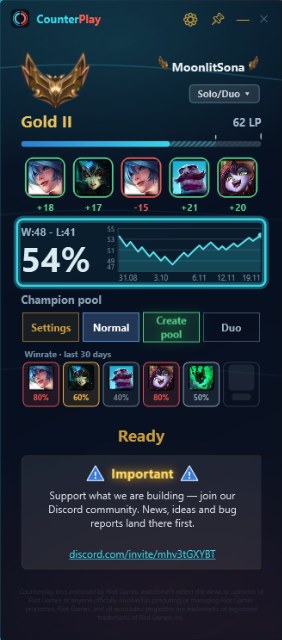 CounterPlay
MoonlitSona
Solo/Duo
Gold II
62 LP
+18 +17 -15 +21 +20
W:48 - L:41
54%
55
53
51
49
47
31.08 3.10 6.11 12.11 19.11
Champion pool
Settings Normal Create pool Duo
Winrate · last 30 days
80% 60% 40% 80% 50%
Ready
Important
Support what we are building — join our
Discord community. News, ideas and bug
reports land there first.
discord.com/invite/mhv3tGXYBT